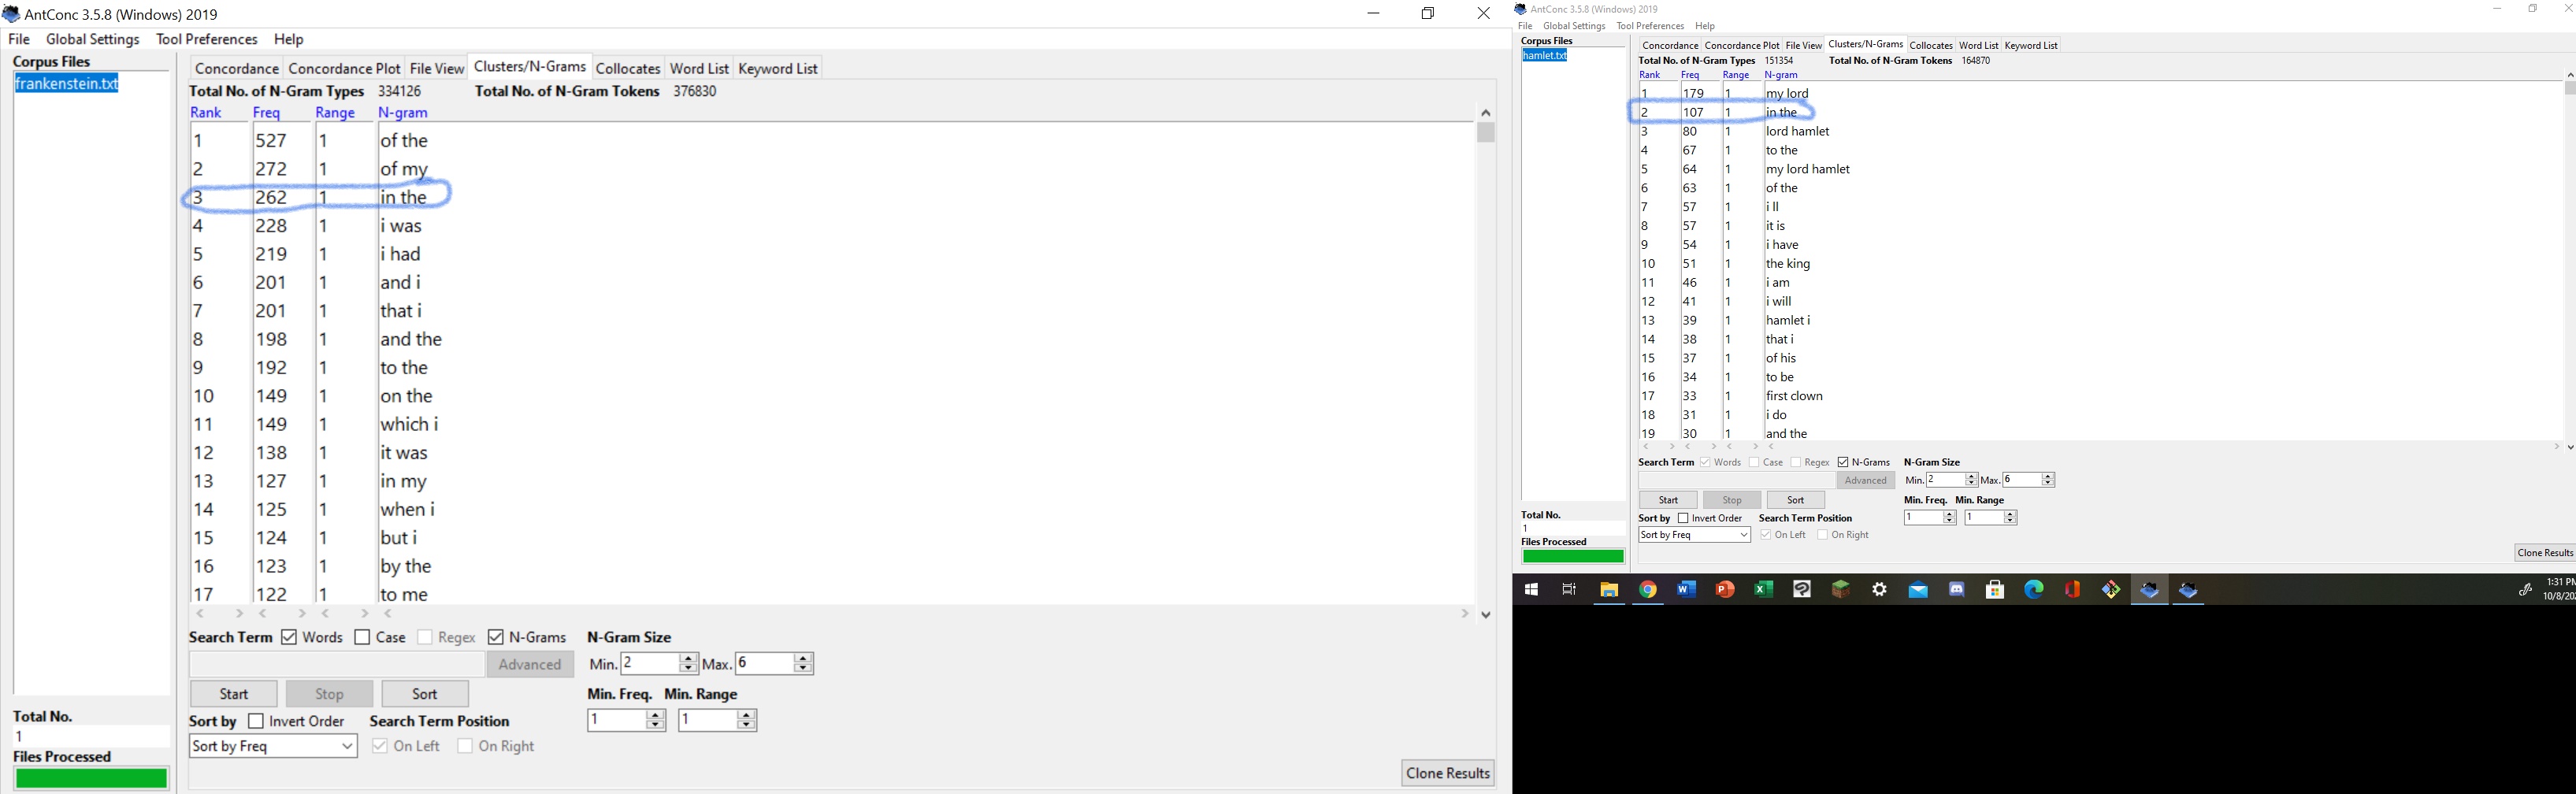 AntConc 3.5.8 (Windows) 2019
File Global Settings Tool Preferences Help
Corpus Files
frankenstein.txt
Concordance Concordance Plot File View Clusters/N-Grams Collocates Word List Keyword List
Total No. of N-Gram Types 334126 Total No. of N-Gram Tokens 376830
Rank Freq Range N-gram
1 527 1 of the
2 272 1 of my
3 262 1 in the
4 228 1 i was
5 219 1 i had
6 201 1 and i
7 201 1 that i
8 198 1 and the
9 192 1 to the
10 149 1 on the
11 149 1 which i
12 138 1 it was
13 127 1 in my
14 125 1 when i
15 124 1 but i
16 123 1 by the
17 122 1 to me
Search Term Words Case Regex N-Grams N-Gram Size
Advanced Min. 2 Max. 6
Start Stop Sort Min. Freq. Min. Range
Total No.
1
Sort by Invert Order Search Term Position 1 1
Sort by Freq On Left On Right
Files Processed
Clone Results
AntConc 3.5.8 (Windows) 2019
File Global Settings Tool Preferences Help
Corpus Files
hamlet.txt
Concordance Concordance Plot File View Clusters/N-Grams Collocates Word List Keyword List
Total No. of N-Gram Types 151354 Total No. of N-Gram Tokens 164870
Rank Freq Range N-gram
1 179 1 my lord
2 107 1 in the
3 80 1 lord hamlet
4 67 1 to the
5 64 1 my lord hamlet
6 63 1 of the
7 57 1 i ll
8 57 1 it is
9 54 1 i have
10 51 1 the king
11 46 1 i am
12 41 1 i will
13 39 1 hamlet i
14 38 1 that i
15 37 1 of his
16 34 1 to be
17 33 1 first clown
18 31 1 i do
19 30 1 and the
Search Term Words Case Regex N-Grams N-Gram Size
Advanced Min. 2 Max. 6
Start Stop Sort Min. Freq. Min. Range
Total No.
1
Sort by Invert Order Search Term Position 1 1
Sort by Freq On Left On Right
Files Processed
Clone Results
1:31 PM
10/8/202